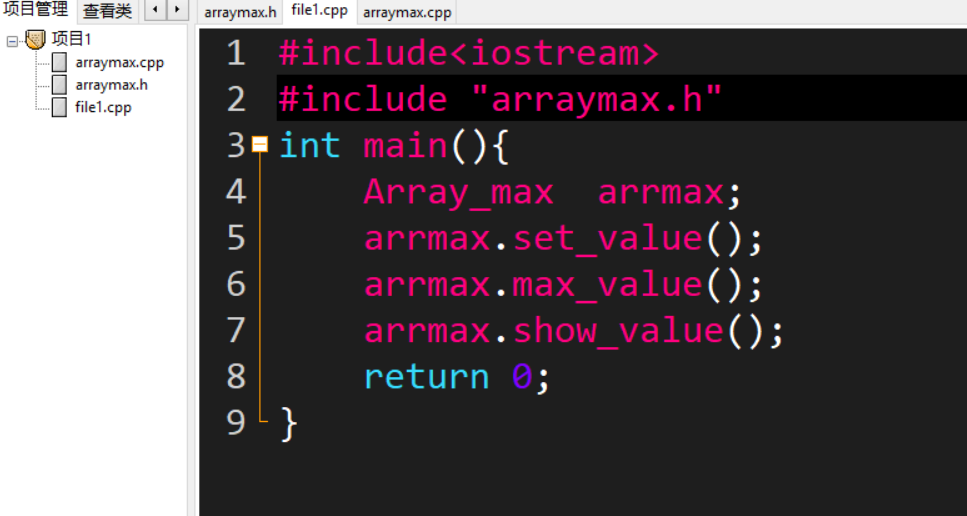 项目管理 查看类
arraymax.h file1.cpp arraymax.cpp
项目1
arraymax.cpp
arraymax.h
file1.cpp
1 #include<iostream>
2 #include "arraymax.h"
3 int main(){
4 Array_max  arrmax;
5 arrmax.set_value();
6 arrmax.max_value();
7 arrmax.show_value();
8 return 0;
9 }